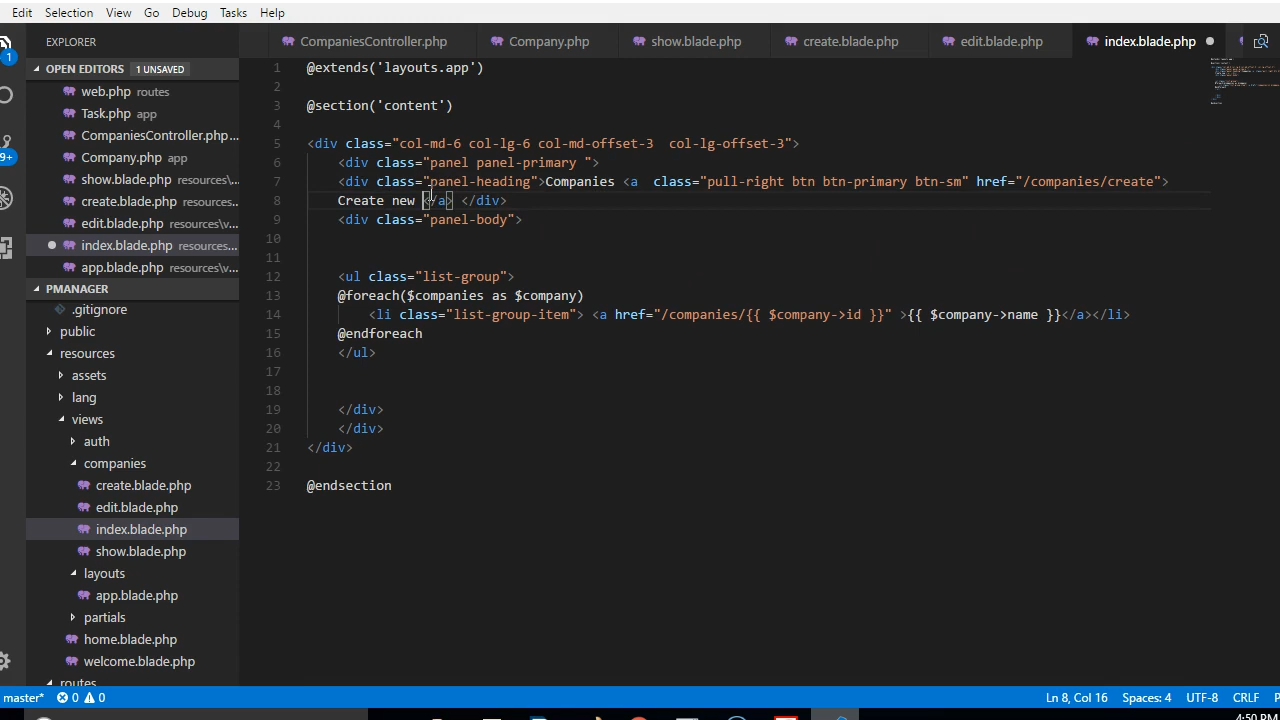 Edit Selection View Go Debug Tasks Help
EXPLORER
CompaniesController.php Company.php show.blade.php create.blade.php edit.blade.php index.blade.php
1
OPEN EDITORS 1 UNSAVED
web.php routes
Task.php app
CompaniesController.php...
Company.php app
show.blade.php resources\...
create.blade.php resources\...
edit.blade.php resources\v...
index.blade.php resources...
app.blade.php resources\v...
9+
PMANAGER
.gitignore
public
resources
assets
lang
views
auth
companies
create.blade.php
edit.blade.php
index.blade.php
show.blade.php
layouts
app.blade.php
partials
home.blade.php
welcome.blade.php
routes
1 @extends('layouts.app')
2
3 @section('content')
4
5 <div class="col-md-6 col-lg-6 col-md-offset-3  col-lg-offset-3">
6 <div class="panel panel-primary ">
7 <div class="panel-heading">Companies <a  class="pull-right btn btn-primary btn-sm" href="/companies/create">
8 Create new </a> </div>
9 <div class="panel-body">
10
11
12 <ul class="list-group">
13 @foreach($companies as $company)
14 <li class="list-group-item"> <a href="/companies/{{ $company->id }}" >{{ $company->name }}</a></li>
15 @endforeach
16 </ul>
17
18
19 </div>
20 </div>
21 </div>
22
23 @endsection
master* 0 0 Ln 8, Col 16 Spaces: 4 UTF-8 CRLF
4:50 PM